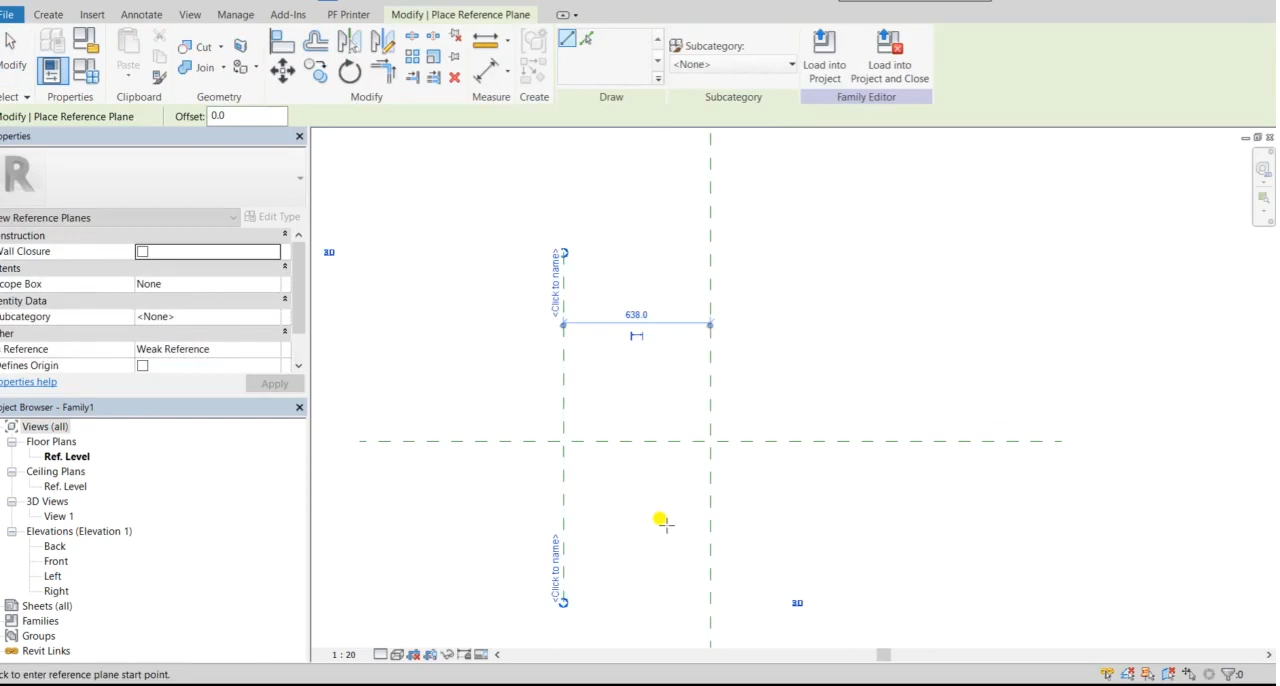 File Create Insert Annotate View Manage Add-Ins PF Printer Modify | Place Reference Plane
Modify
Paste
Cut
Join
Subcategory:
<None>
Load into
Project
Load into
Project and Close
elect Properties Clipboard Geometry Modify Measure Create Draw Subcategory Family Editor
Modify | Place Reference Plane Offset: 0.0
operties
R
ew Reference Planes Edit Type
nstruction
Wall Closure
tents
cope Box None
entity Data
ubcategory <None>
ther
s Reference Weak Reference
Defines Origin
operties help Apply
oject Browser - Family1
Views (all)
Floor Plans
Ref. Level
Ceiling Plans
Ref. Level
3D Views
View 1
Elevations (Elevation 1)
Back
Front
Left
Right
Sheets (all)
Families
Groups
Revit Links
3D
<Click to name>
638.0
<Click to name>
3D
1 : 20
ck to enter reference plane start point.
:0